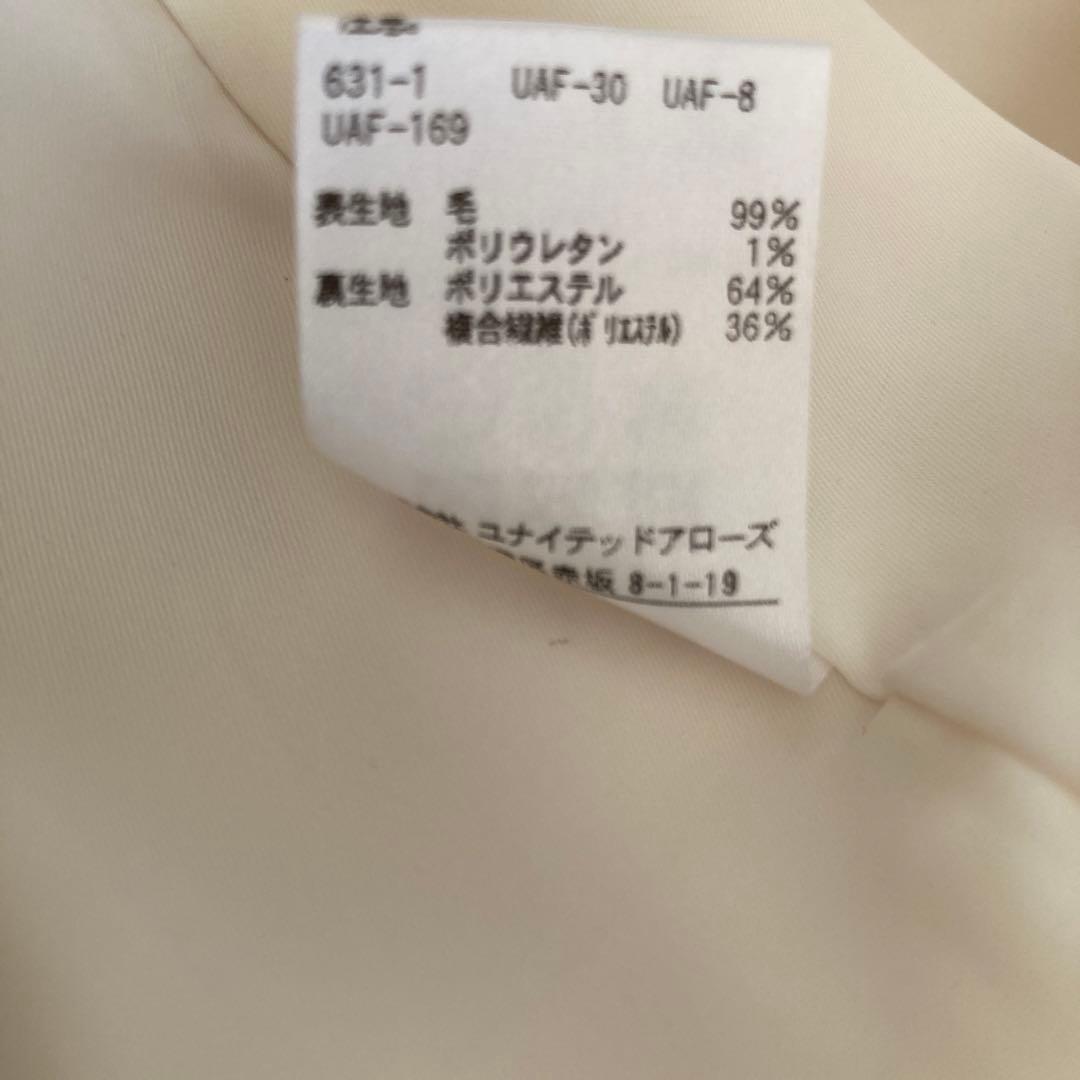 631-1 UAF-30 UAF-8
UAF-169
表生地 毛 99%
ポリウレタン 1%
裏生地 ポリエステル 64%
複合繊維(ポリエステル) 36%
ユナイテッドアローズ
赤坂 8-1-19